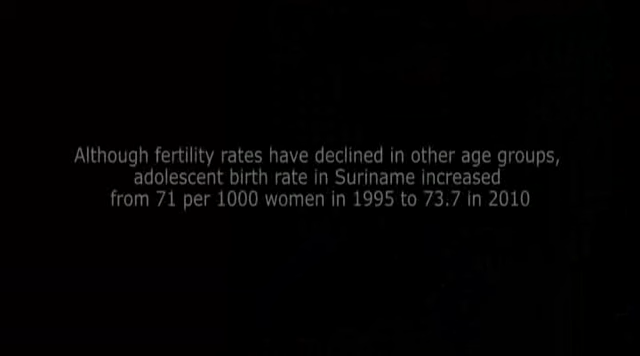 Although fertility rates have declined in other age groups,
adolescent birth rate in Suriname increased
from 71 per 1000 women in 1995 to 73.7 in 2010